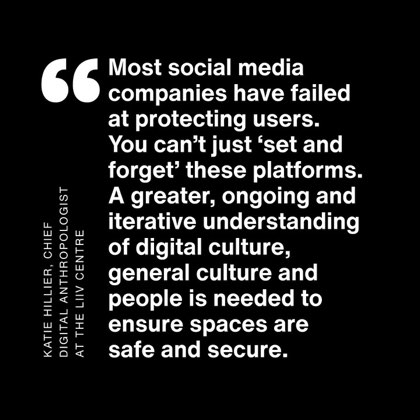 “
Most social media
companies have failed
at protecting users.
You can’t just ‘set and
forget’ these platforms.
A greater, ongoing and
iterative understanding
of digital culture,
general culture and
people is needed to
ensure spaces are
safe and secure.
KATIE HILLIER, CHIEF
DIGITAL ANTHROPOLOGIST
AT THE LIIV CENTRE